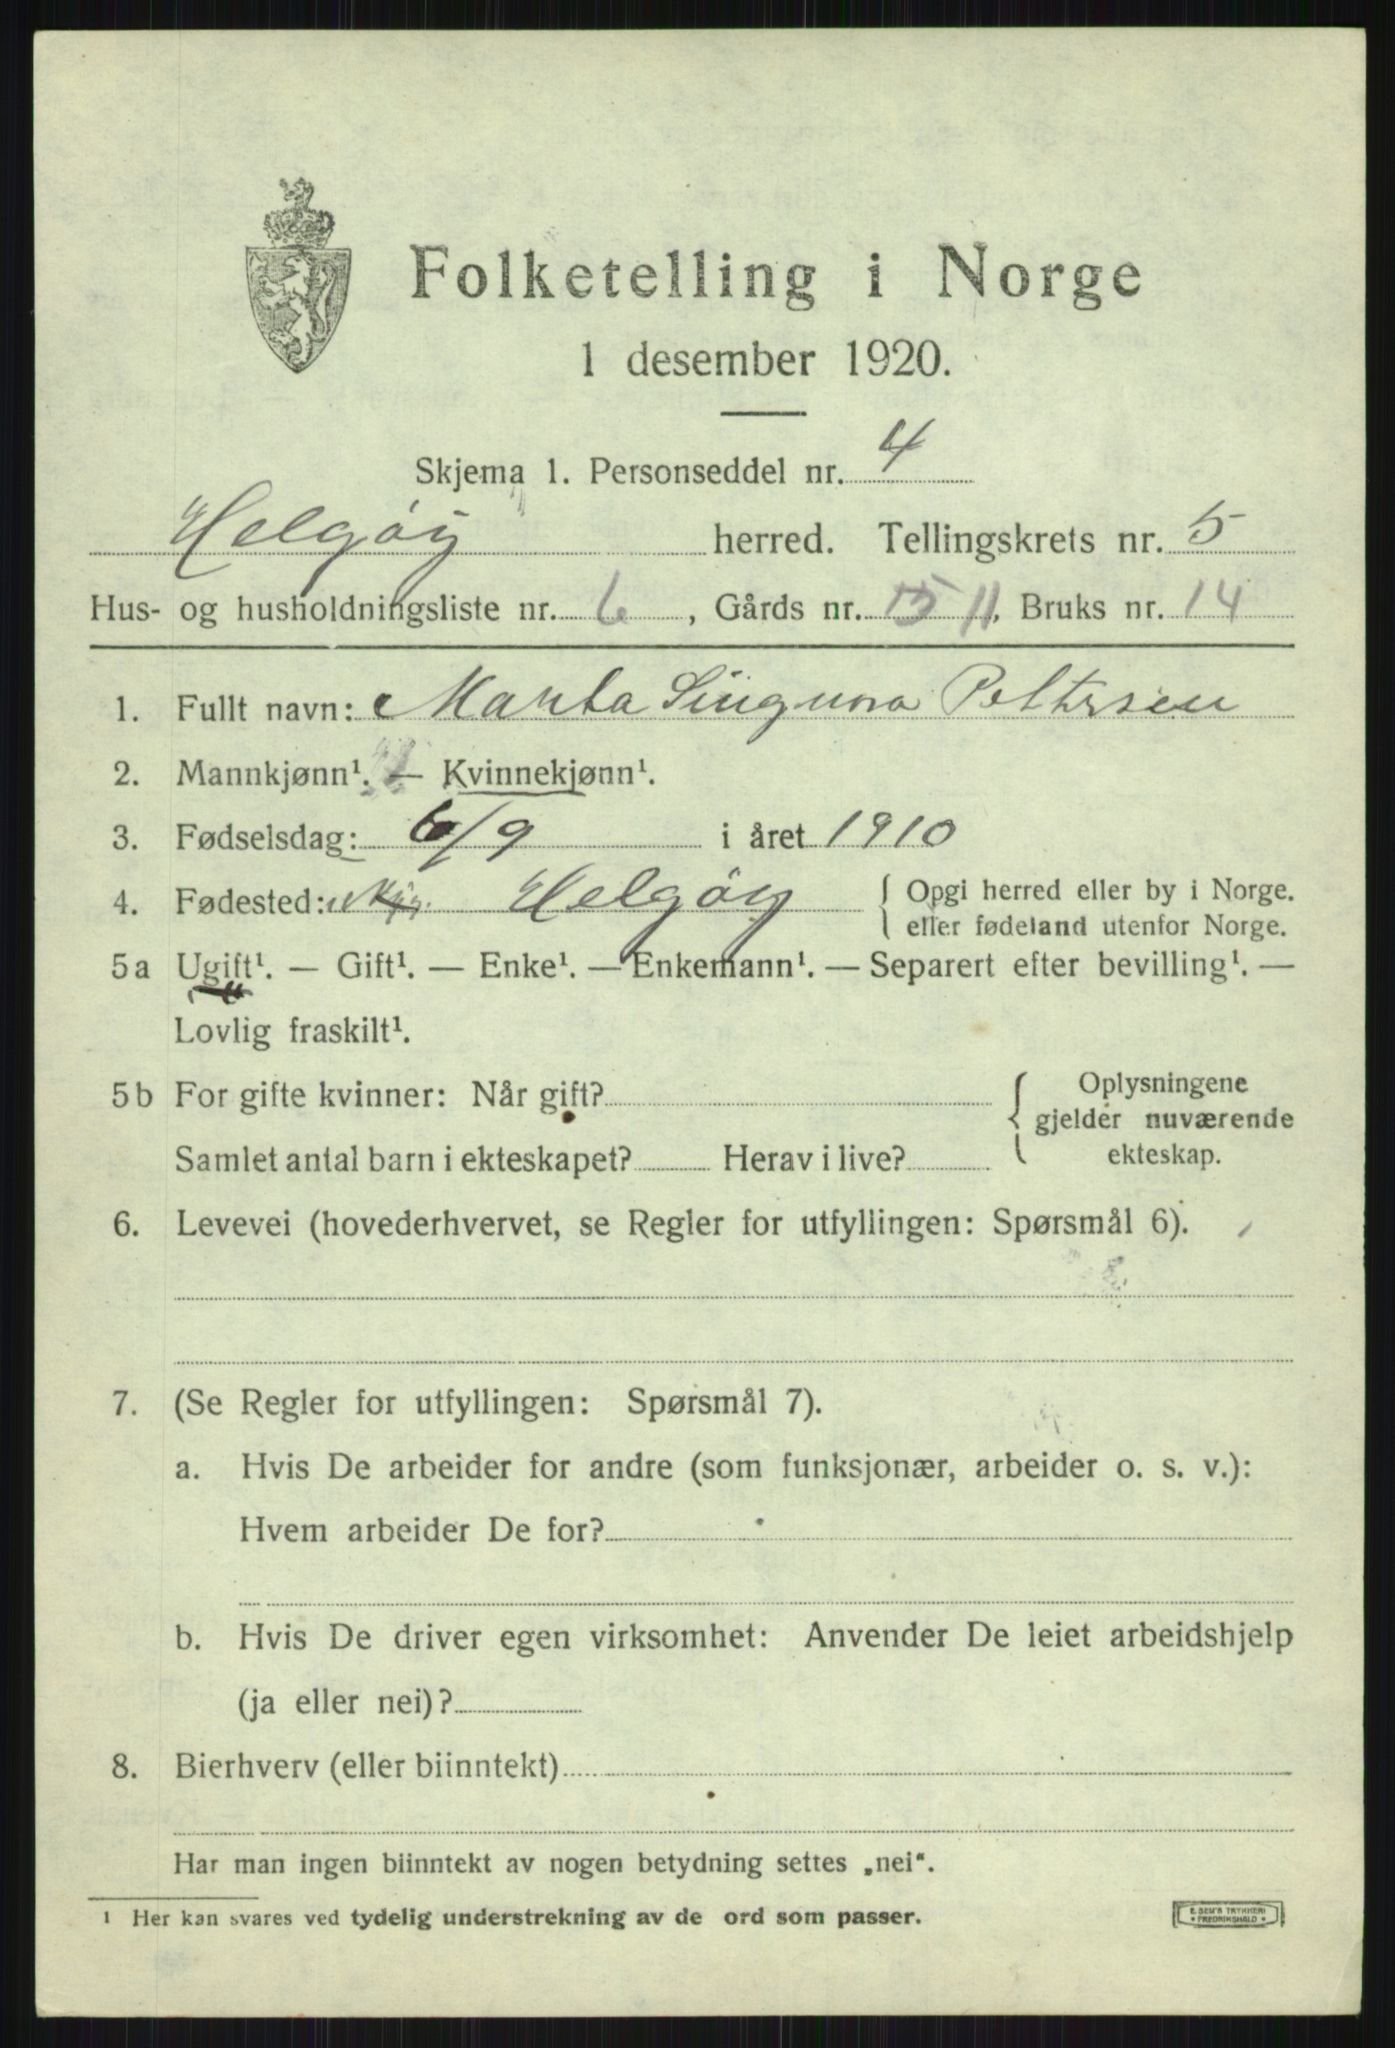 Folketelling i Norge
1 desember 1920.
Skjema 1. Personseddel nr. 4
Helgøy herred. Tellingskrets nr. 5
Hus- og husholdningsliste nr. 6, Gårds nr. 15 11, Bruks nr. 14
1. Fullt navn: Marta Singnora Pettersen
2. Mannkjønn¹. — Kvinnekjønn¹.
3. Fødselsdag: 6/9 i året 1910
4. Fødested: Helgøy { Opgi herred eller by i Norge.
eller fødeland utenfor Norge.
5a Ugift¹. — Gift¹. — Enke¹. — Enkemann¹. — Separert efter bevilling¹. —
Lovlig fraskilt¹.
5b For gifte kvinner: Når gift? { Oplysningene
gjelder nuværende
Samlet antal barn i ekteskapet? Herav i live? ekteskap.
6. Levevei (hovederhvervet, se Regler for utfyllingen: Spørsmål 6).
7. (Se Regler for utfyllingen: Spørsmål 7).
a. Hvis De arbeider for andre (som funksjonær, arbeider o. s. v.):
Hvem arbeider De for?
b. Hvis De driver egen virksomhet: Anvender De leiet arbeidshjelp
(ja eller nei)?
8. Bierhverv (eller biinntekt)
Har man ingen biinntekt av nogen betydning settes „nei“.
¹ Her kan svares ved tydelig understrekning av de ord som passer.
E. SEM'S TRYKKERI
• FREDRIKSHALD •